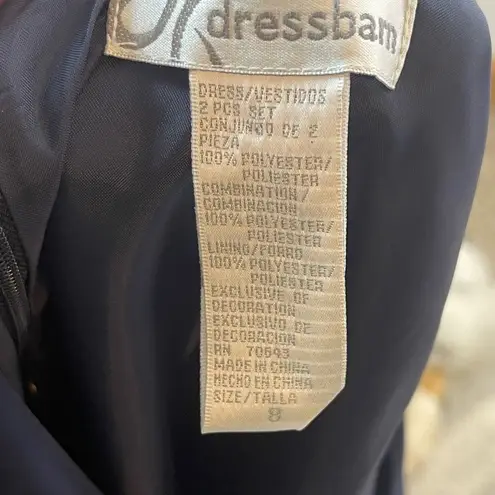 dressbarn
DRESS/VESTIDOS
2 PCS SET
CONJUNTO DE 2
PIEZA
100% POLYESTER/
POLIESTER
COMBINATION/
COMBINACION
100% POLYESTER/
POLIESTER
LINING/FORRO
100% POLYESTER/
POLIESTER
EXCLUSIVE OF
DECORATION
EXCLUSIVO DE
DECORACION
RN 70643
MADE IN CHINA
HECHO EN CHINA
SIZE/TALLA
8